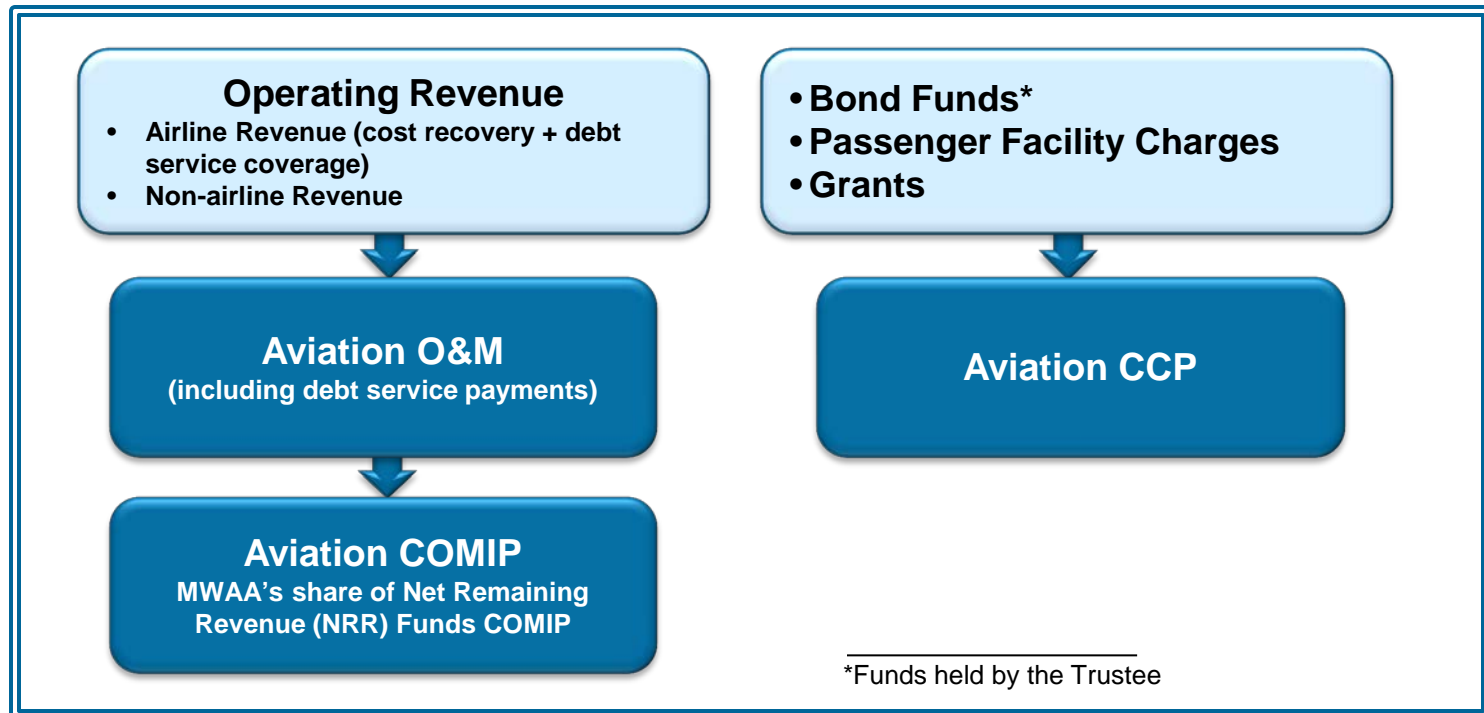 Operating Revenue
• Airline Revenue (cost recovery + debt
service coverage)
• Non-airline Revenue
Aviation O&M
(including debt service payments)
Aviation COMIP
MWAA’s share of Net Remaining
Revenue (NRR) Funds COMIP
• Bond Funds*
• Passenger Facility Charges
• Grants
Aviation CCP
*Funds held by the Trustee